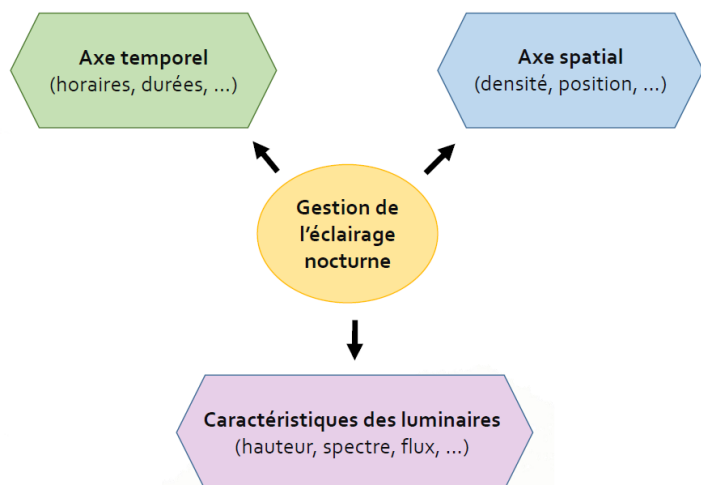 Axe temporel
(horaires, durées, ...)
Axe spatial
(densité, position, ...)
Gestion de
l'éclairage
nocturne
Caractéristiques des luminaires
(hauteur, spectre, flux, ...)